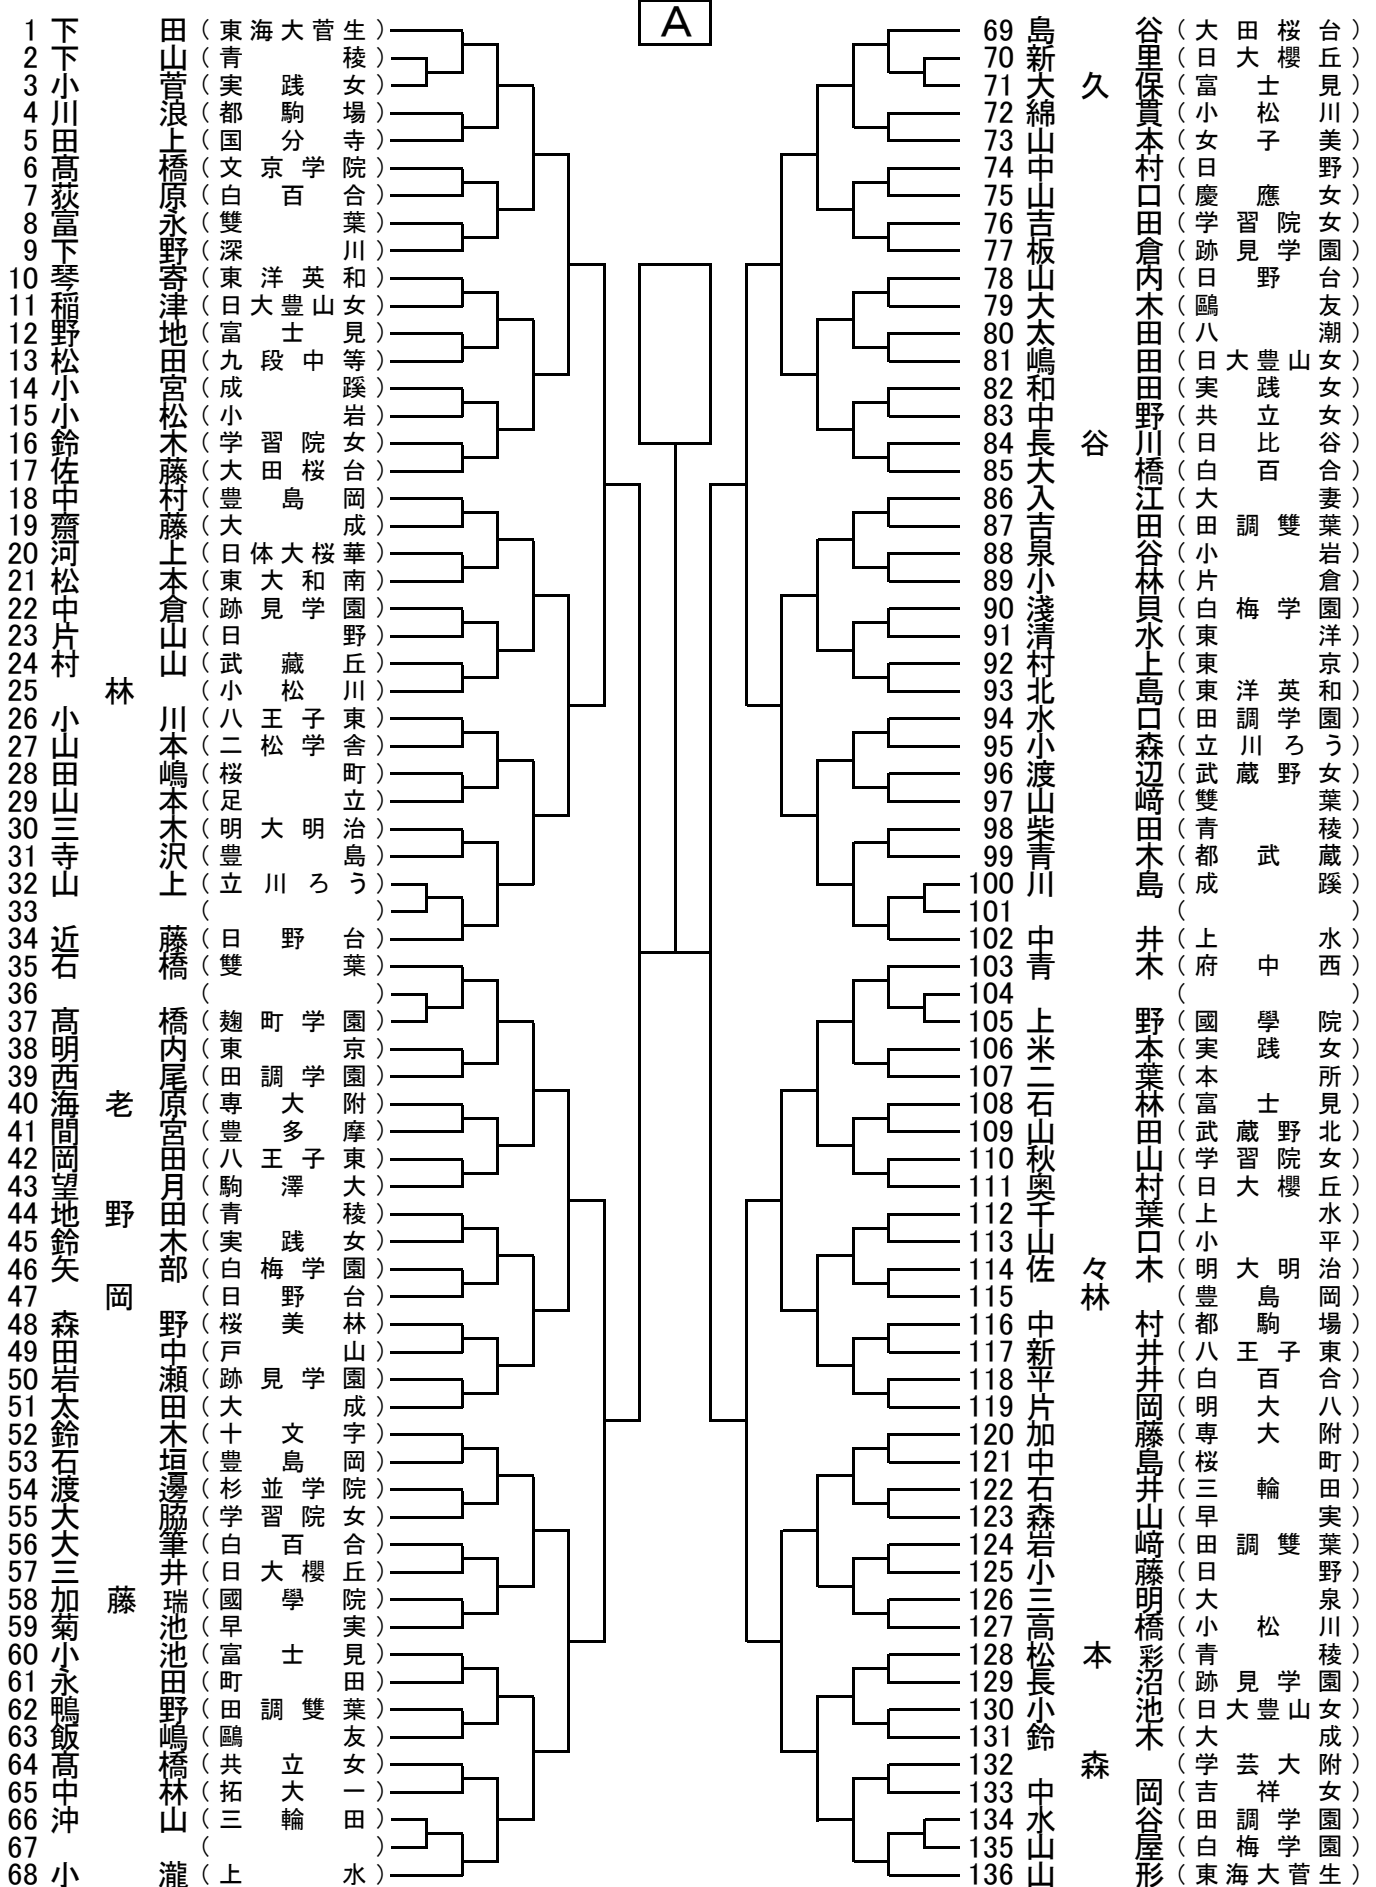 A
1 下田（東海大菅生）
2 下山（青稜）
3 小菅（実践女）
4 川浪（都駒場）
5 田上（国分寺）
6 髙橋（文京学院）
7 荻原（白百合）
8 富永（雙葉）
9 下野（深川）
10 琴寄（東洋英和）
11 稲津（日大豊山女）
12 野地（富士見）
13 松田（九段中等）
14 小宮（成蹊）
15 小松（小岩）
16 鈴木（学習院女）
17 佐藤（大田桜台）
18 中村（豊島岡）
19 齋藤（大成）
20 河上（日体大桜華）
21 松本（東大和南）
22 中倉（跡見学園）
23 片山（日野）
24 村山（武蔵丘）
25 林（小松川）
26 小川（八王子東）
27 山本（二松学舎）
28 田嶋（桜町）
29 山本（足立）
30 三木（明大明治）
31 寺沢（豊島）
32 山上（立川ろう）
33（）
34 近藤（日野台）
35 石橋（雙葉）
36（）
37 髙橋（麹町学園）
38 明内（東京）
39 西尾（田調学園）
40 海老原（専大附）
41 間宮（豊多摩）
42 岡田（八王子東）
43 望月（駒澤大）
44 地野田（青稜）
45 鈴木（実践女）
46 矢部（白梅学園）
47 岡（日野台）
48 森野（桜美林）
49 田中（戸山）
50 岩瀬（跡見学園）
51 太田（大成）
52 鈴木（十文字）
53 石垣（豊島岡）
54 渡邊（杉並学院）
55 大脇（学習院女）
56 大筆（白百合）
57 三井（日大櫻丘）
58 加藤瑞（國學院）
59 菊池（早実）
60 小池（富士見）
61 永田（町田）
62 鴨野（田調雙葉）
63 飯嶋（鷗友）
64 髙橋（共立女）
65 中林（拓大一）
66 沖山（三輪田）
67（）
68 小瀧（上水）
69 島谷（大田桜台）
70 新里（日大櫻丘）
71 大久保（富士見）
72 綿貫（小松川）
73 山本（女子美）
74 中村（日野）
75 山口（慶應女）
76 吉田（学習院女）
77 板倉（跡見学園）
78 山内（日野台）
79 大木（鷗友）
80 太田（八潮）
81 嶋田（日大豊山女）
82 和田（実践女）
83 中野（共立女）
84 長谷川（日比谷）
85 大橋（白百合）
86 入江（大妻）
87 吉田（田調雙葉）
88 泉谷（小岩）
89 小林（片倉）
90 淺貝（白梅学園）
91 清水（東洋）
92 村上（東京）
93 北島（東洋英和）
94 水口（田調学園）
95 小森（立川ろう）
96 渡辺（武蔵野女）
97 山﨑（雙葉）
98 柴田（青稜）
99 青木（都武蔵）
100 川島（成蹊）
101（）
102 中井（上水）
103 青木（府中西）
104（）
105 上野（國學院）
106 米本（実践女）
107 二葉（本所）
108 石林（富士見）
109 山田（武蔵野北）
110 秋山（学習院女）
111 奥村（日大櫻丘）
112 千葉（上水）
113 山口（小平）
114 佐々木（明大明治）
115 林（豊島岡）
116 中村（都駒場）
117 新井（八王子東）
118 平井（白百合）
119 片岡（明大八）
120 加藤（専大附）
121 中島（桜町）
122 石井（三輪田）
123 森山（早実）
124 岩﨑（田調雙葉）
125 小藤（日野）
126 三明（大泉）
127 高橋（小松川）
128 松本彩（青稜）
129 長沼（跡見学園）
130 小池（日大豊山女）
131 鈴木（大成）
132 森（学芸大附）
133 中岡（吉祥女）
134 水谷（田調学園）
135 山屋（白梅学園）
136 山形（東海大菅生）